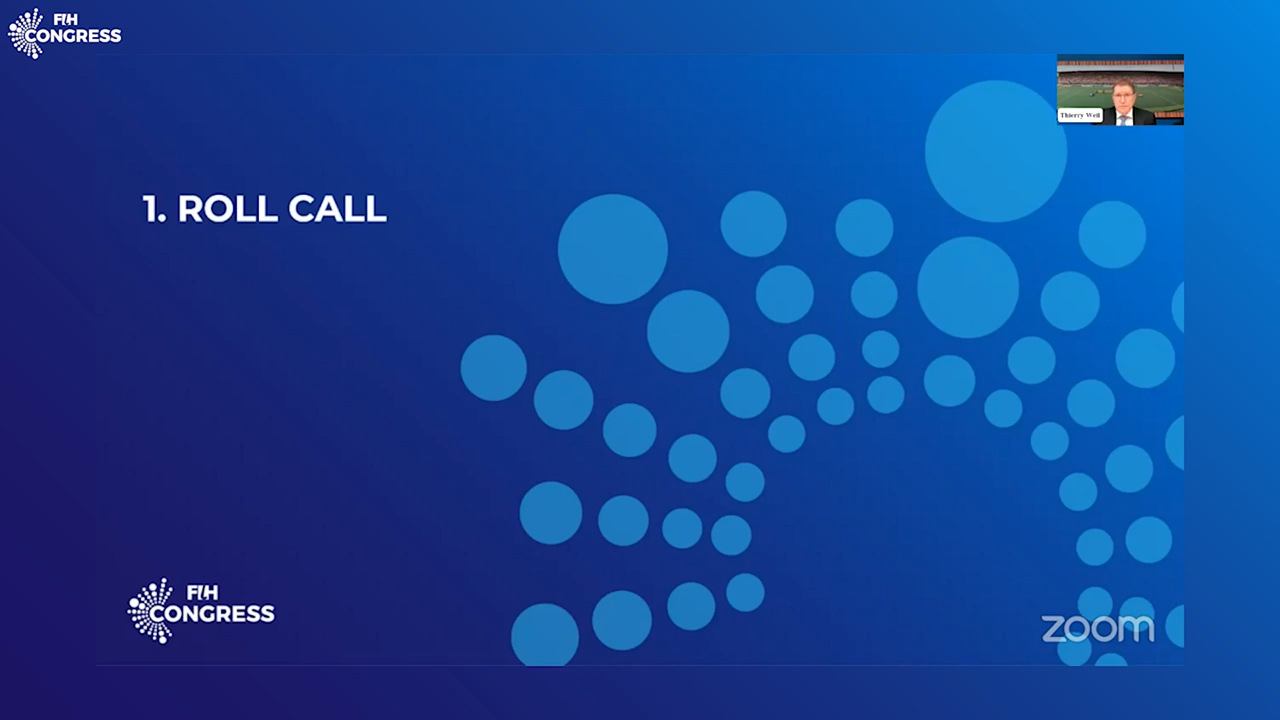 FIH
CONGRESS
Thierry Weil
1. ROLL CALL
FIH
CONGRESS
zoom